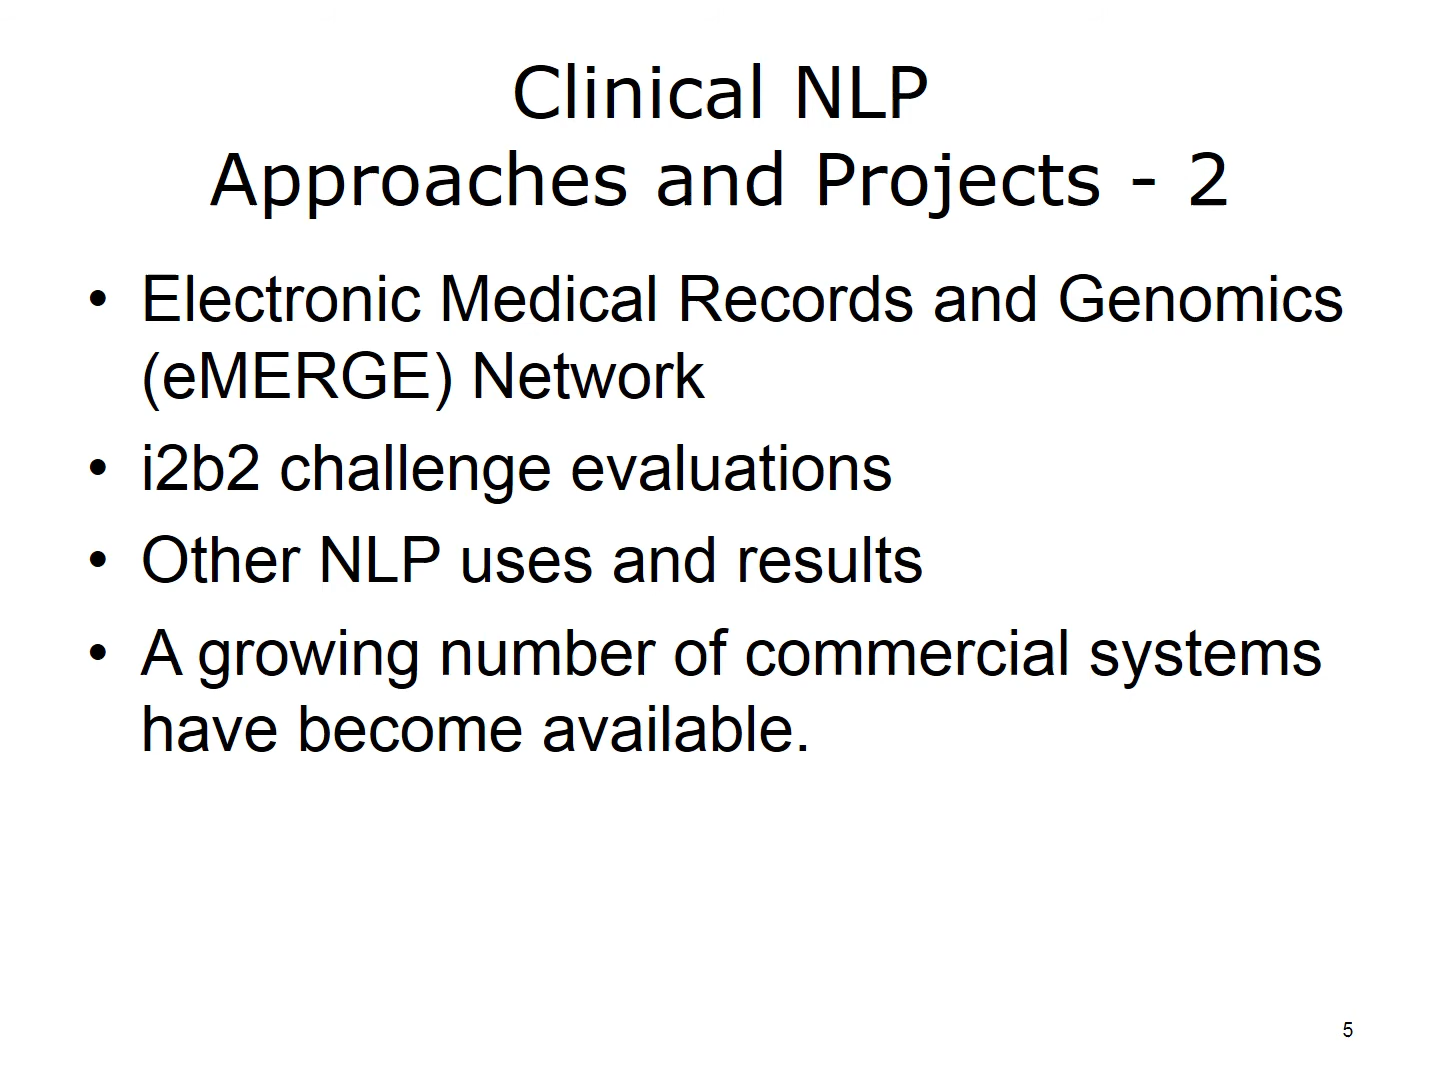 Clinical NLP
Approaches and Projects - 2
• Electronic Medical Records and Genomics
(eMERGE) Network
• i2b2 challenge evaluations
• Other NLP uses and results
• A growing number of commercial systems
have become available.
5